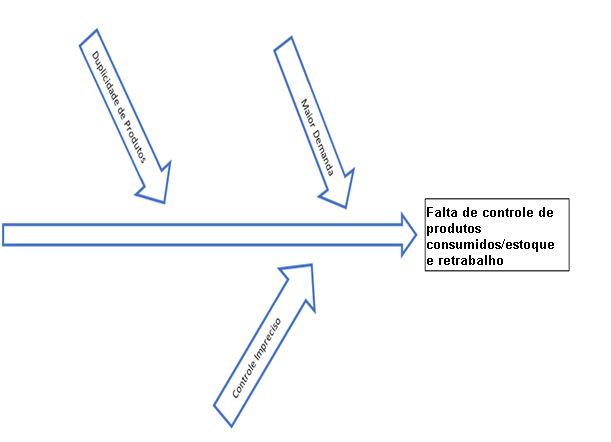 Duplicidade de Produtos
Maior Demanda
Falta de controle de
produtos
consumidos/estoque
e retrabalho
Controle Impreciso